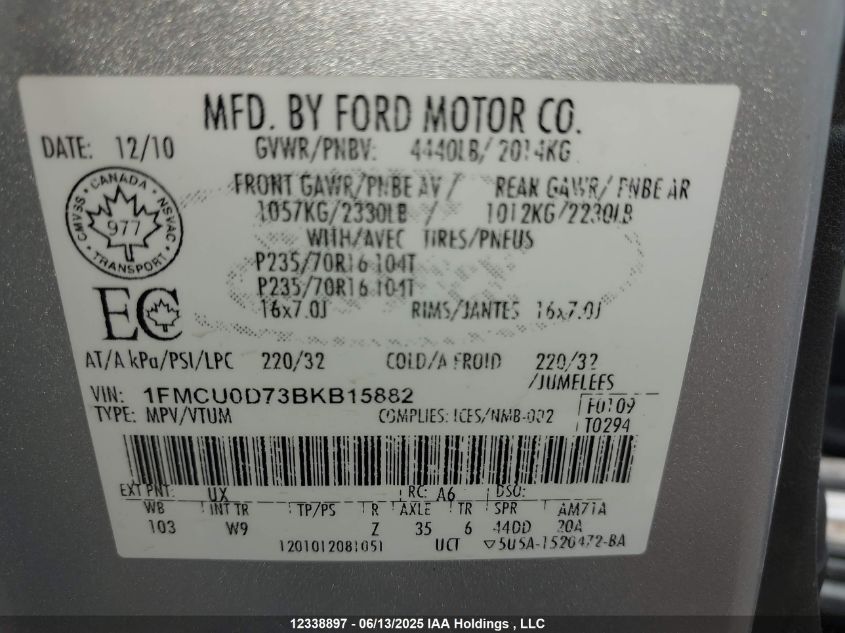 MFD. BY FORD MOTOR CO.
DATE: 12/10 GVWR/PNBV: 4440LB/ 2014KG
FRONT GAWR/PNBE AV / REAR GAWR/ PNBE AR
1057KG/2330LB / 1012KG/2230LB
WITH/AVEC TIRES/PNEUS
P235/70R16 104T
P235/70R16 104T
16x7.0J RIMS/JANTES 16x7.0J
CANADA
CMVSS NSVAC
977
TRANSPORT
EC
AT/A kPa/PSI/LPC 220/32 COLD/A FROID 220/32
/JUMELEES
VIN: 1FMCU0D73BKB15882
TYPE: MPV/VTUM COMPLIES: ICES/NMB-002
F0109
T0294
EXT PNT: UX RC: A6 DSO:
WB INT TR TP/PS R AXLE TR SPR AM71A
103 W9 Z 35 6 44DD 20A
1201012081051 UCT ▽5U5A-1520472-BA
12338897 - 06/13/2025 IAA Holdings , LLC